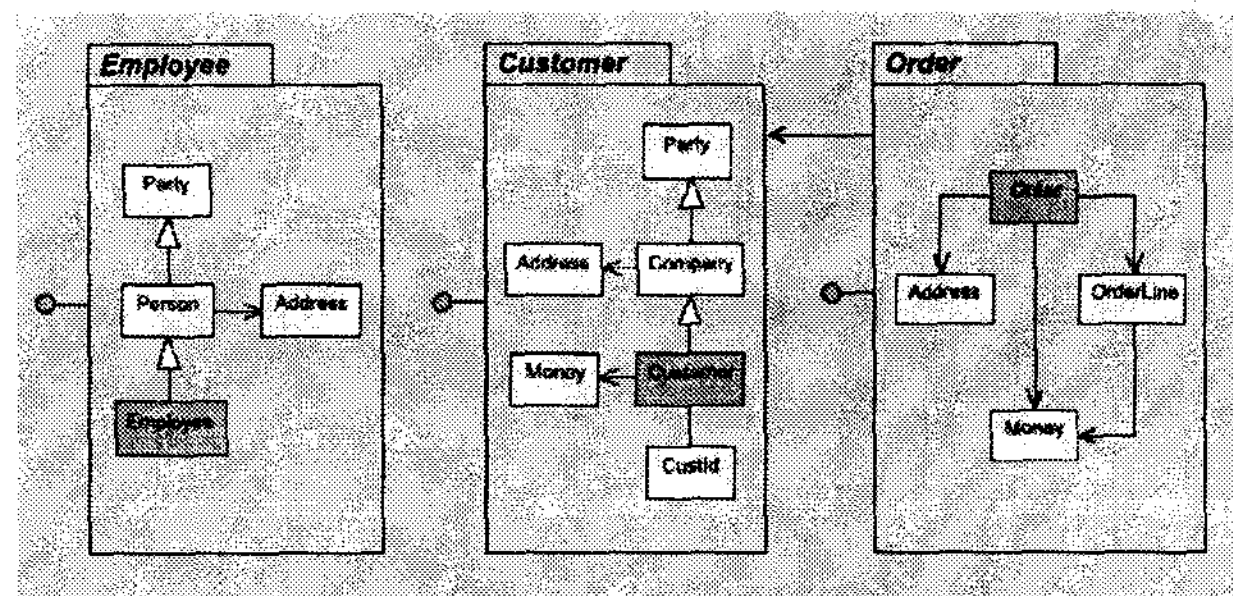 Employee
Party
Person
Address
Employee
Customer
Party
Address
Company
Money
Customer
CustId
Order
Order
Address
OrderLine
Money